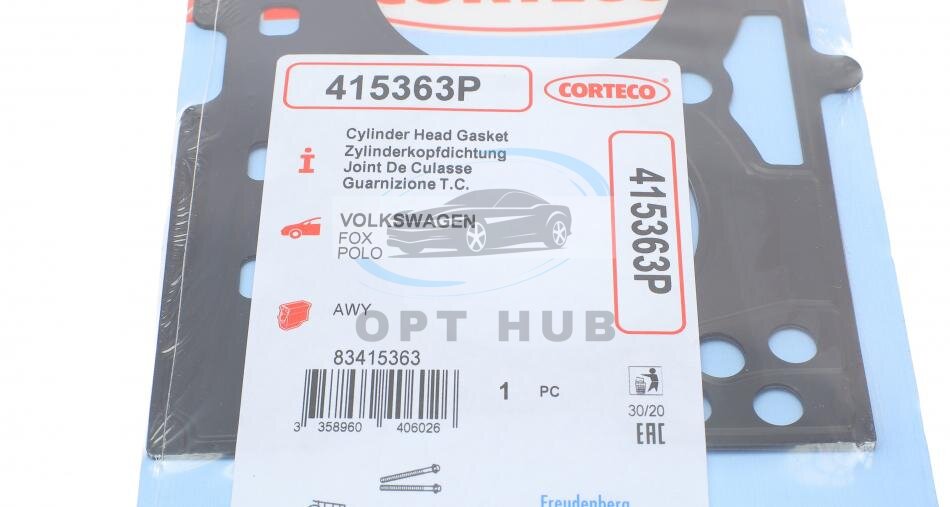 CORTECO
415363P
CORTECO
Cylinder Head Gasket
Zylinderkopfdichtung
Joint De Culasse
Guarnizione T.C.
415363P
VOLKSWAGEN
FOX
POLO
AWY
OPT HUB
83415363
1 PC
3 358960 406026
30/20
EAC
Freudenberg